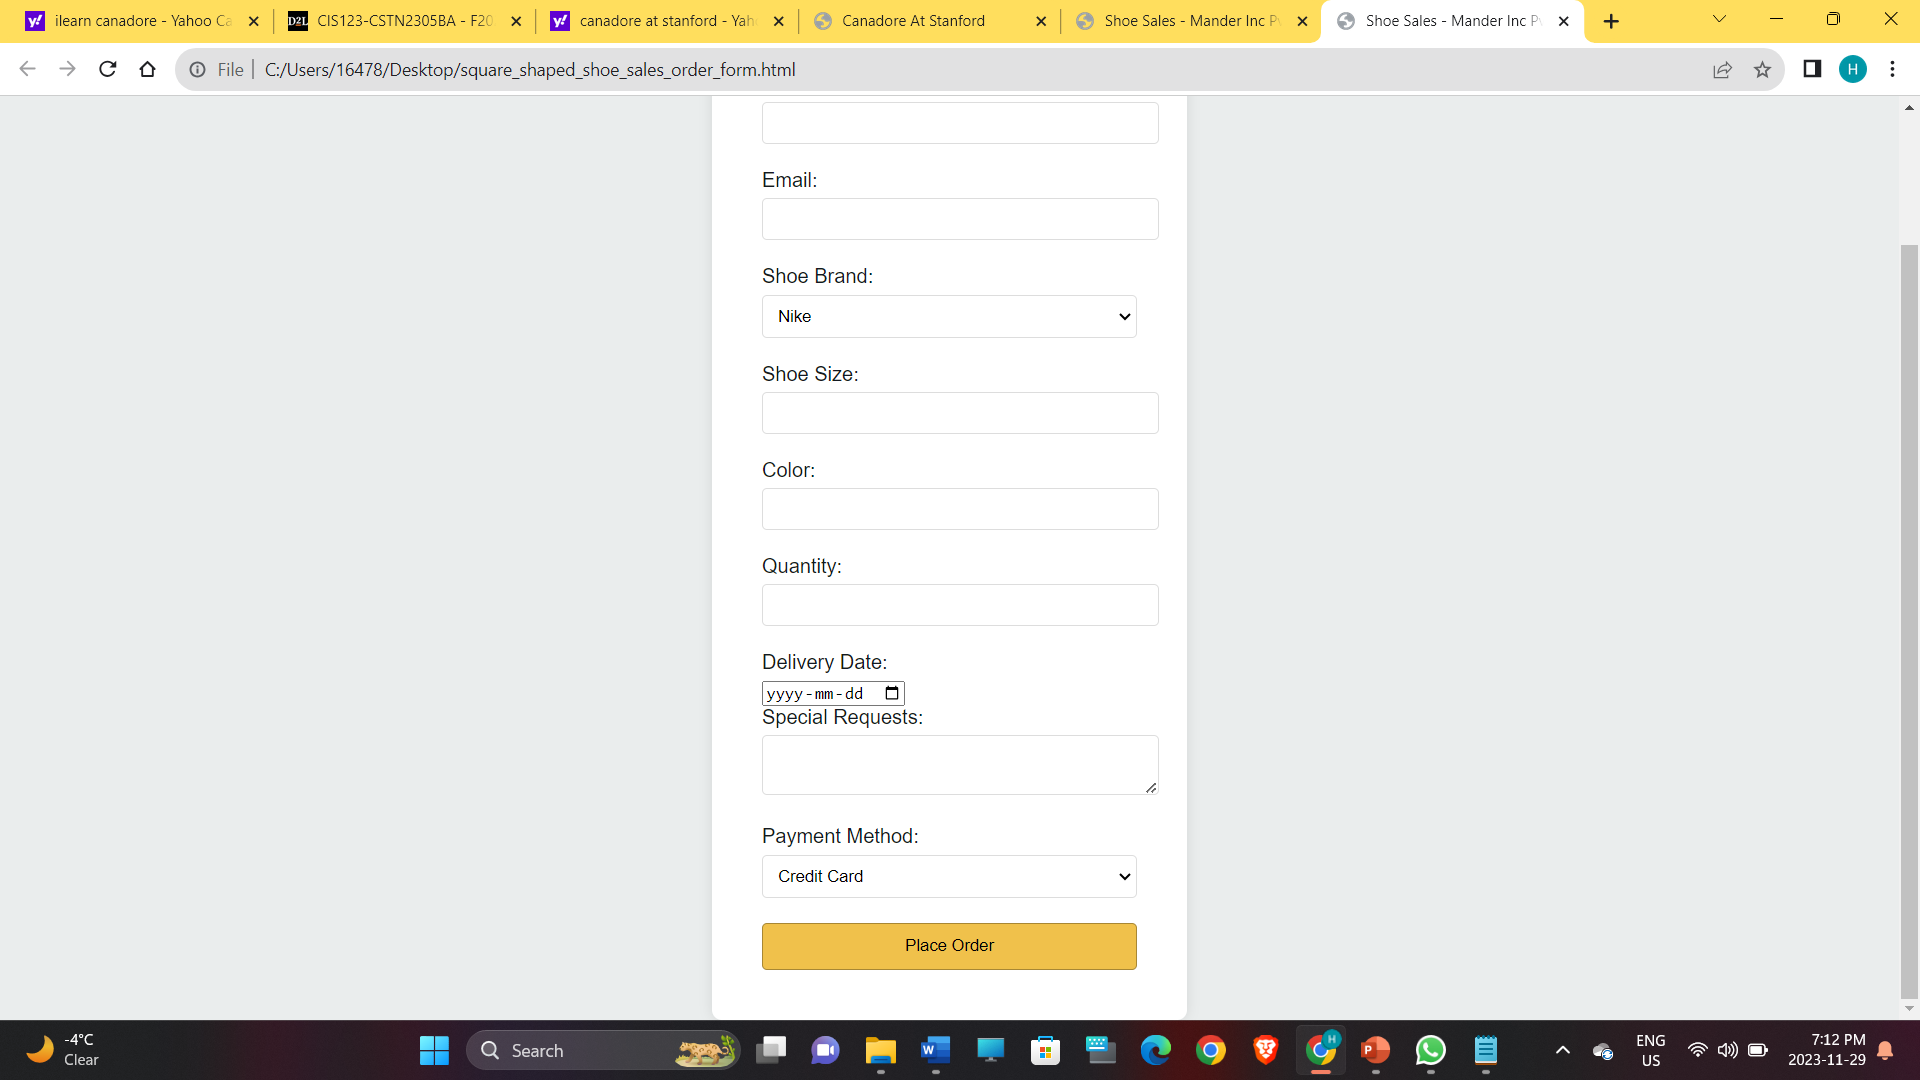 ilearn canadore - Yahoo Ca
CIS123-CSTN2305BA - F20
canadore at stanford - Yah
Canadore At Stanford
Shoe Sales - Mander Inc P
Shoe Sales - Mander Inc P
File
C:/Users/16478/Desktop/square_shaped_shoe_sales_order_form.html
H
Email:
Shoe Brand:
Nike
Shoe Size:
Color:
Quantity:
Delivery Date:
yyyy-mm-dd
Special Requests:
Payment Method:
Credit Card
Place Order
-4°C
Clear
Search
ENG
US
7:12 PM
2023-11-29